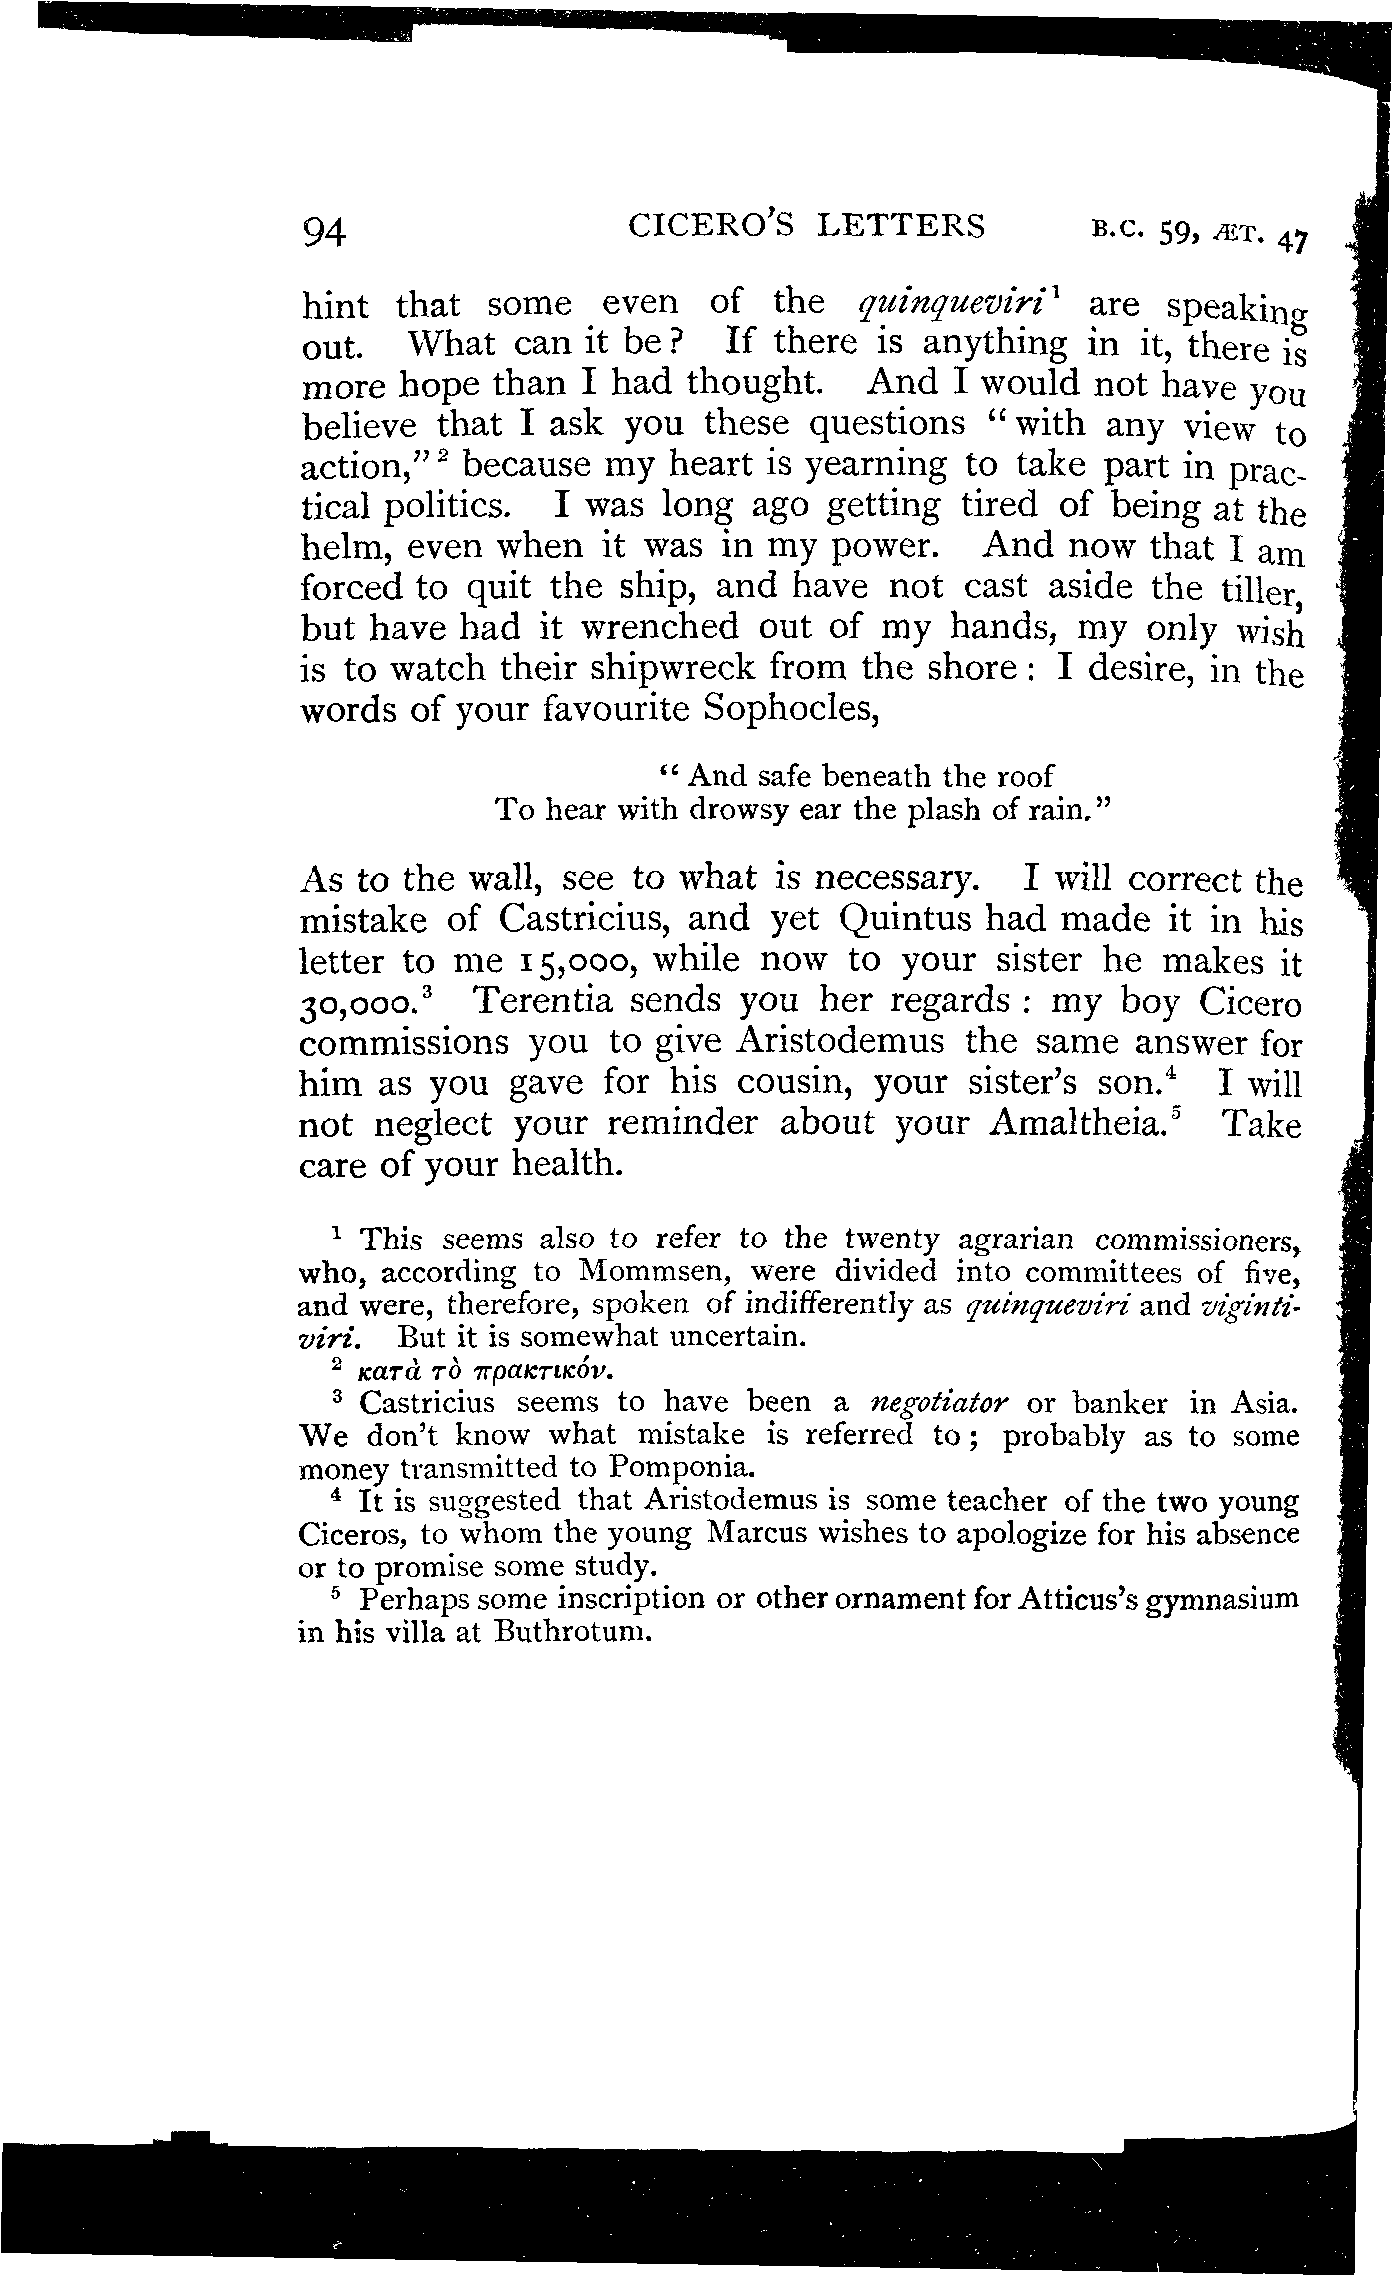 94 CICERO'S LETTERS B.C. 59, ÆT. 47
hint that some even of the quinqueviri¹ are speaking
out. What can it be? If there is anything in it, there is
more hope than I had thought. And I would not have you
believe that I ask you these questions “with any view to
action,”² because my heart is yearning to take part in prac-
tical politics. I was long ago getting tired of being at the
helm, even when it was in my power. And now that I am
forced to quit the ship, and have not cast aside the tiller,
but have had it wrenched out of my hands, my only wish
is to watch their shipwreck from the shore: I desire, in the
words of your favourite Sophocles,
“And safe beneath the roof
To hear with drowsy ear the plash of rain.”
As to the wall, see to what is necessary. I will correct the
mistake of Castricius, and yet Quintus had made it in his
letter to me 15,000, while now to your sister he makes it
30,000.³ Terentia sends you her regards: my boy Cicero
commissions you to give Aristodemus the same answer for
him as you gave for his cousin, your sister's son.⁴ I will
not neglect your reminder about your Amaltheia.⁵ Take
care of your health.
¹ This seems also to refer to the twenty agrarian commissioners,
who, according to Mommsen, were divided into committees of five,
and were, therefore, spoken of indifferently as quinqueviri and viginti-
viri. But it is somewhat uncertain.
² κατὰ τὸ πρακτικόν.
³ Castricius seems to have been a negotiator or banker in Asia.
We don't know what mistake is referred to; probably as to some
money transmitted to Pomponia.
⁴ It is suggested that Aristodemus is some teacher of the two young
Ciceros, to whom the young Marcus wishes to apologize for his absence
or to promise some study.
⁵ Perhaps some inscription or other ornament for Atticus's gymnasium
in his villa at Buthrotum.